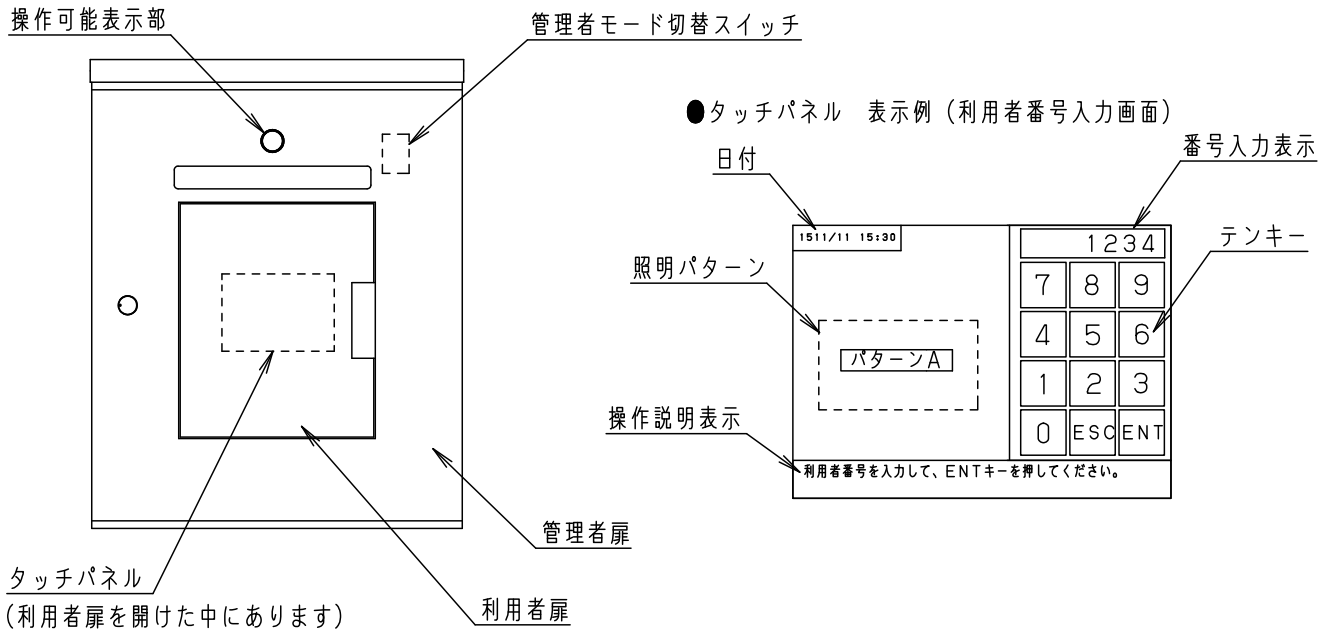 操作可能表示部
管理者モード切替スイッチ
●タッチパネル 表示例(利用者番号入力画面)
日付
番号入力表示
1511/11 15:30
1234
テンキー
照明パターン
7 8 9
4 5 6
パターンA
1 2 3
操作説明表示
0 ESC ENT
利用者番号を入力して、ENTキーを押してください。
管理者扉
タッチパネル
(利用者扉を開けた中にあります)
利用者扉